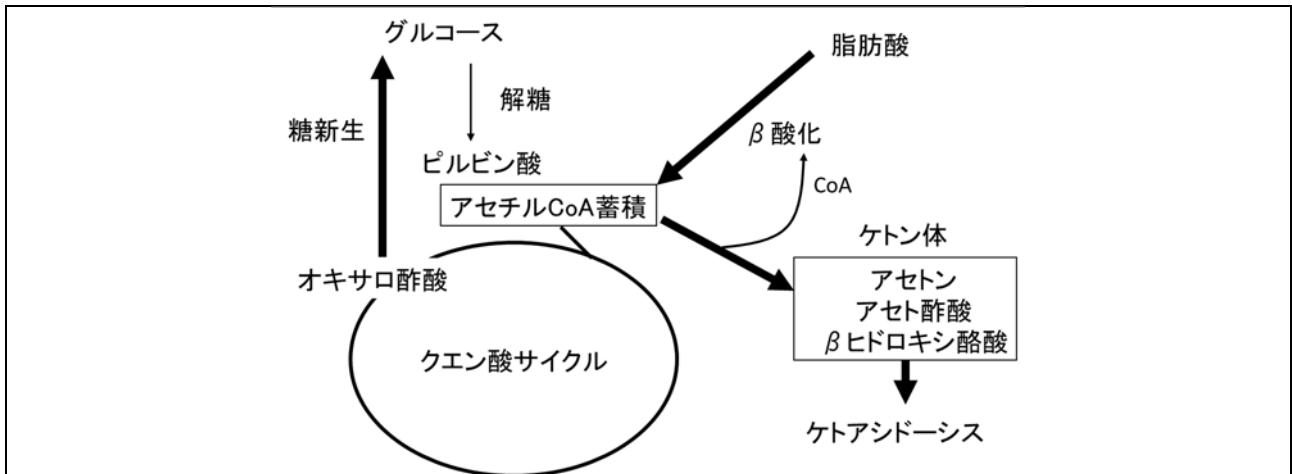 グルコース
脂肪酸
解糖
糖新生
β酸化
ピルビン酸
CoA
アセチルCoA蓄積
ケトン体
オキサロ酢酸
アセトン
アセト酢酸
βヒドロキシ酪酸
クエン酸サイクル
ケトアシドーシス